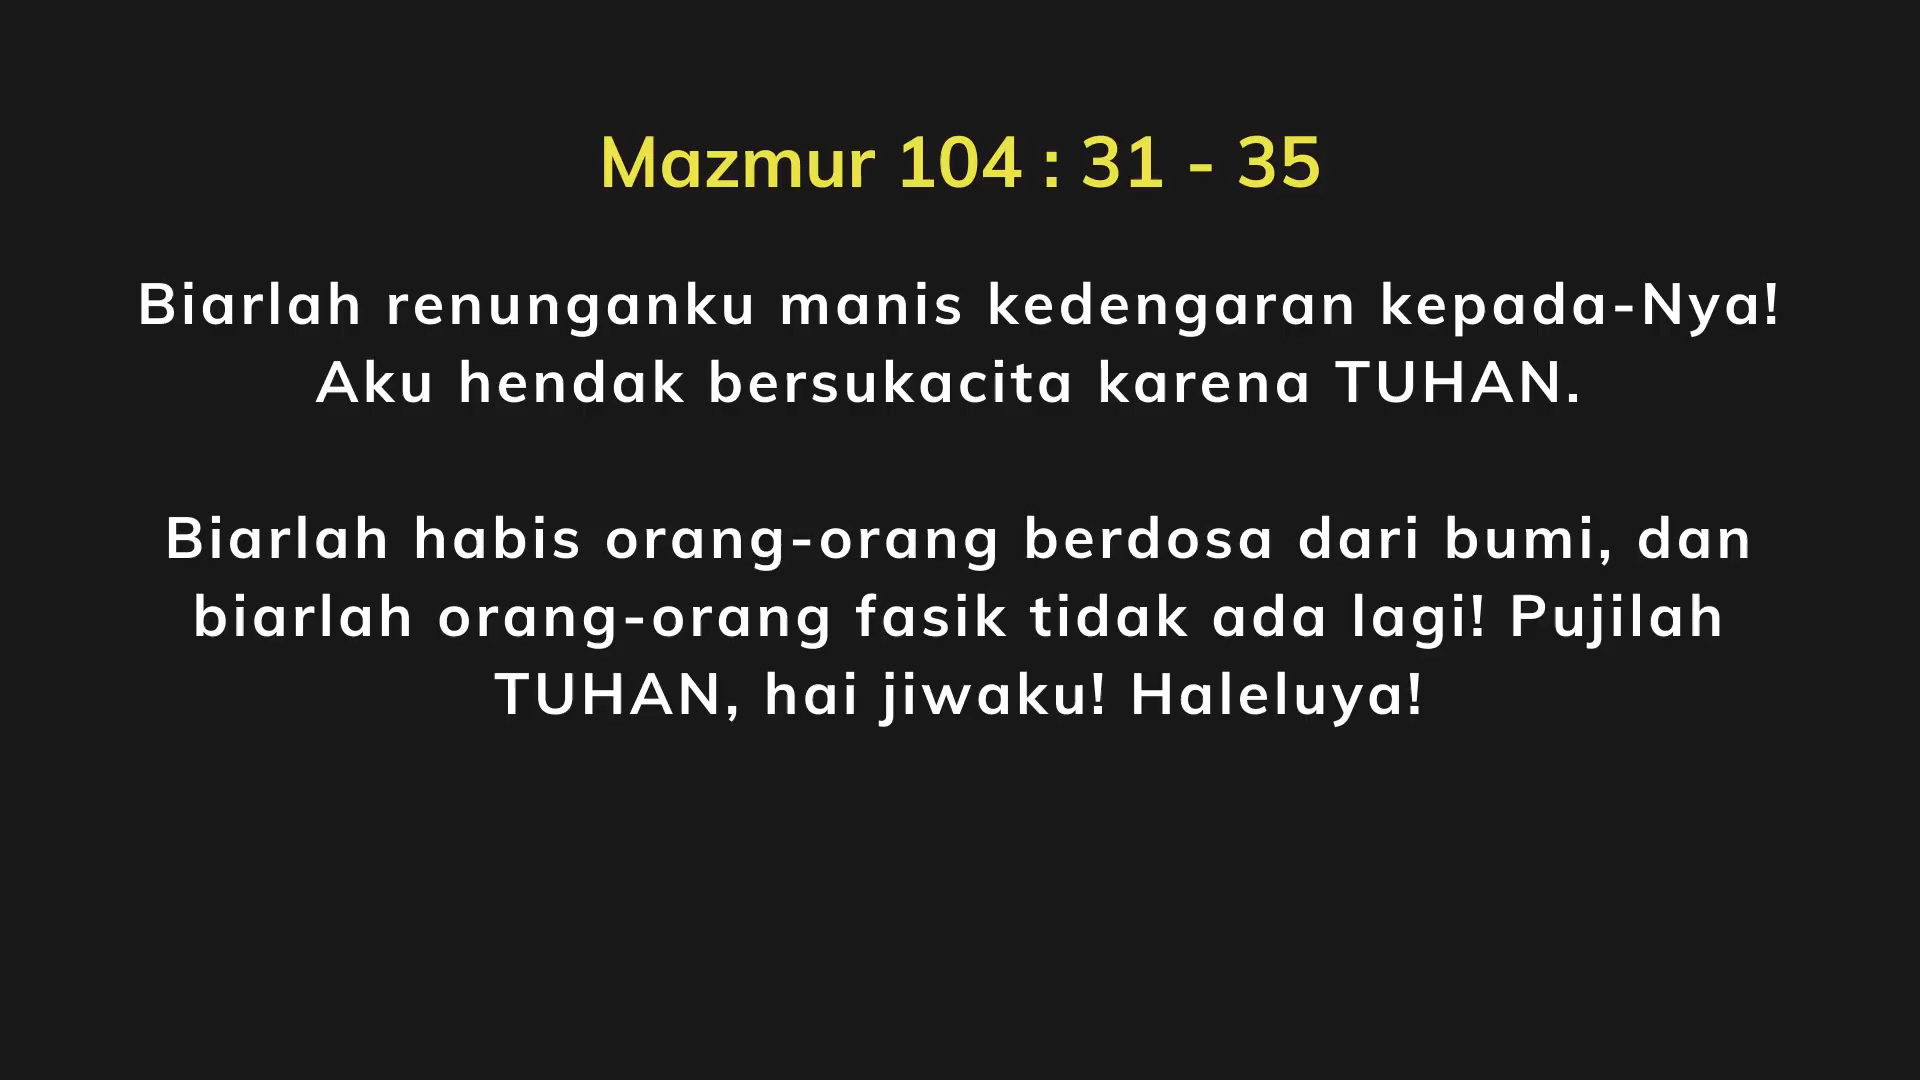 Mazmur 104 : 31 - 35
Biarlah renunganku manis kedengaran kepada-Nya!
Aku hendak bersukacita karena TUHAN.
Biarlah habis orang-orang berdosa dari bumi, dan
biarlah orang-orang fasik tidak ada lagi! Pujilah
TUHAN, hai jiwaku! Haleluya!